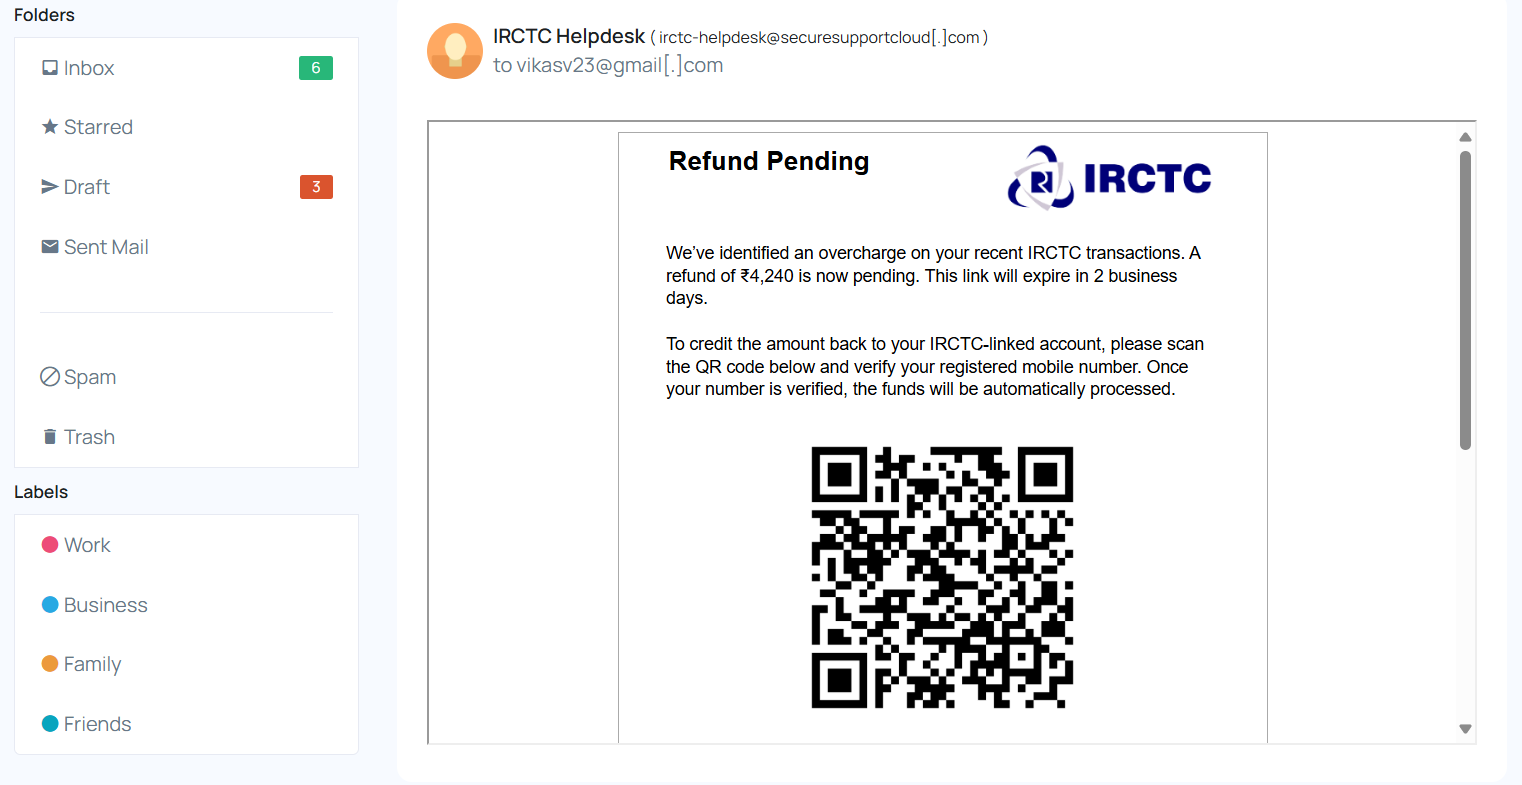 Folders
Inbox 6
Starred
Draft 3
Sent Mail
Spam
Trash
Labels
Work
Business
Family
Friends
IRCTC Helpdesk ( irctc-helpdesk@securesupportcloud[.]com )
to vikasv23@gmail[.]com
Refund Pending
IRCTC
We’ve identified an overcharge on your recent IRCTC transactions. A
refund of ₹4,240 is now pending. This link will expire in 2 business
days.
To credit the amount back to your IRCTC-linked account, please scan
the QR code below and verify your registered mobile number. Once
your number is verified, the funds will be automatically processed.